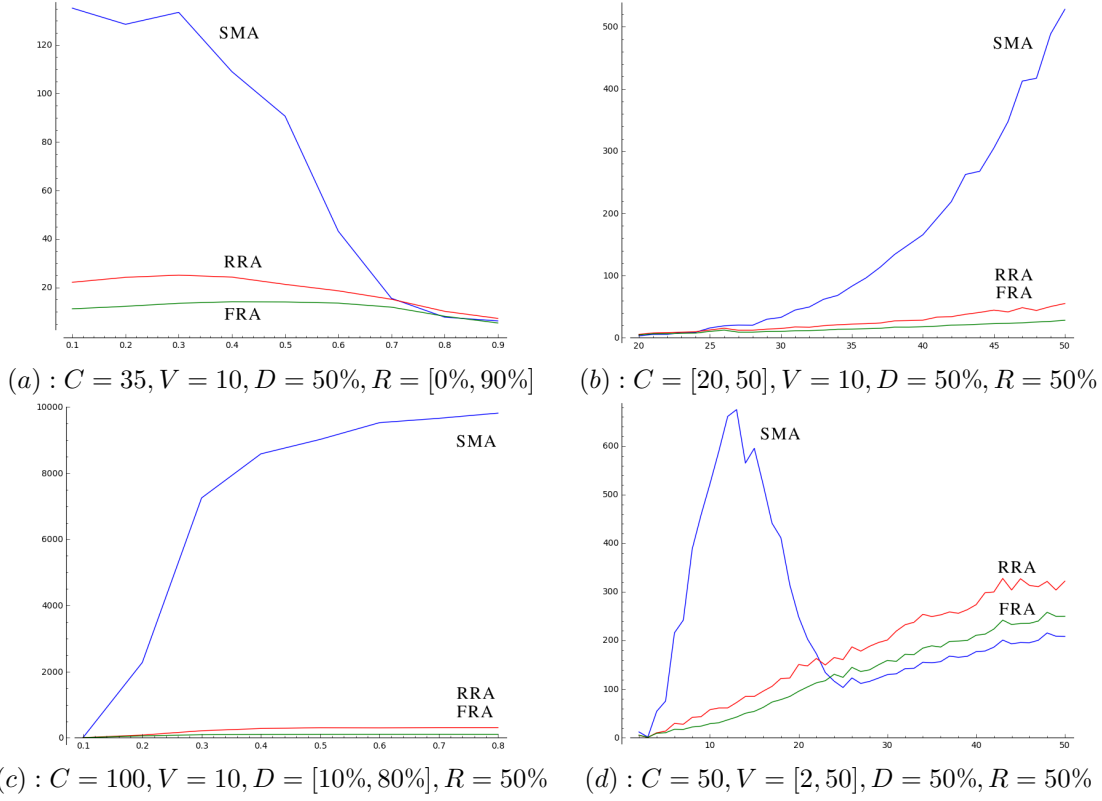 120
100
80
60
40
20
0.1 0.2 0.3 0.4 0.5 0.6 0.7 0.8 0.9
SMA
RRA
FRA
(a) : C = 35, V = 10, D = 50%, R = [0%, 90%]
500
400
300
200
100
0
20 25 30 35 40 45 50
SMA
RRA
FRA
(b) : C = [20, 50], V = 10, D = 50%, R = 50%
10000
8000
6000
4000
2000
0
0.1 0.2 0.3 0.4 0.5 0.6 0.7 0.8
SMA
RRA
FRA
(c) : C = 100, V = 10, D = [10%, 80%], R = 50%
600
500
400
300
200
100
0
10 20 30 40 50
SMA
RRA
FRA
(d) : C = 50, V = [2, 50], D = 50%, R = 50%